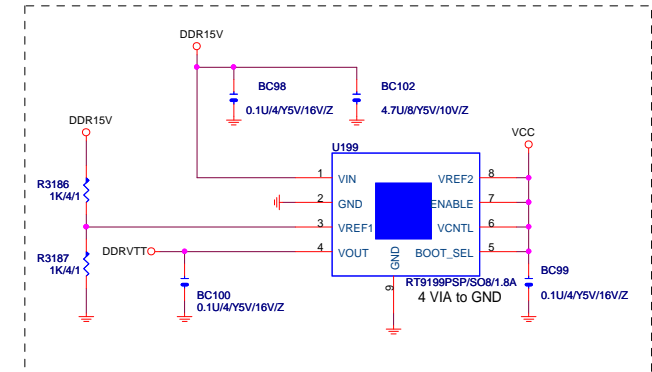 DDR15V
BC98
0.1U/4/Y5V/16V/Z
BC102
4.7U/8/Y5V/10V/Z
DDR15V
VCC
U199
R3186
1K/4/1
1 VIN VREF2 8
2 GND ENABLE 7
3 VREF1 VCNTL 6
4 VOUT BOOT_SEL 5
GND
9
R3187
1K/4/1
DDRVTT
BC100
0.1U/4/Y5V/16V/Z
RT9199PSP/SO8/1.8A
4 VIA to GND
BC99
0.1U/4/Y5V/16V/Z